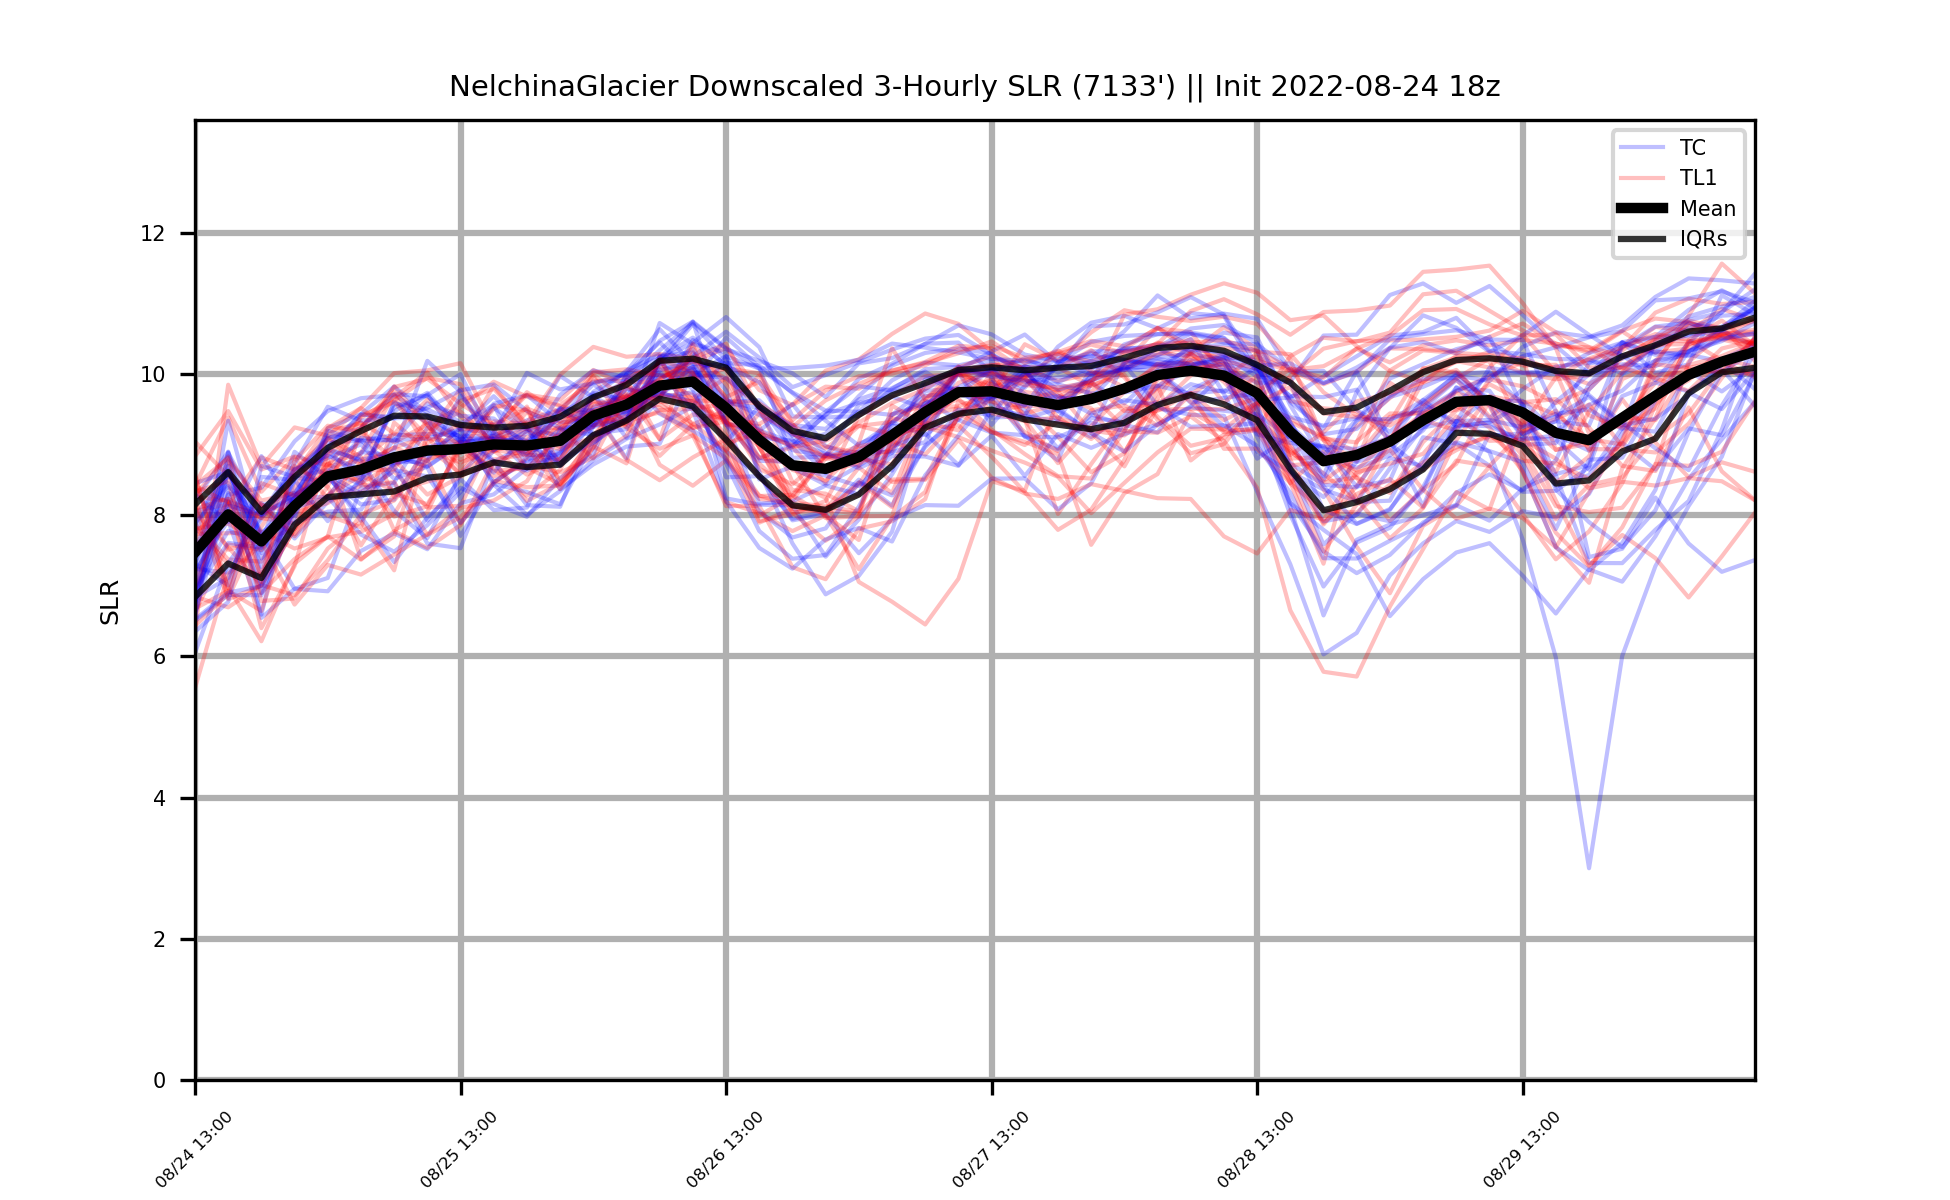 NelchinaGlacier Downscaled 3-Hourly SLR (7133') || Init 2022-08-24 18z
TC
TL1
Mean
IQRs
12
10
8
6
4
2
0
SLR
08/24 13:00
08/25 13:00
08/26 13:00
08/27 13:00
08/28 13:00
08/29 13:00